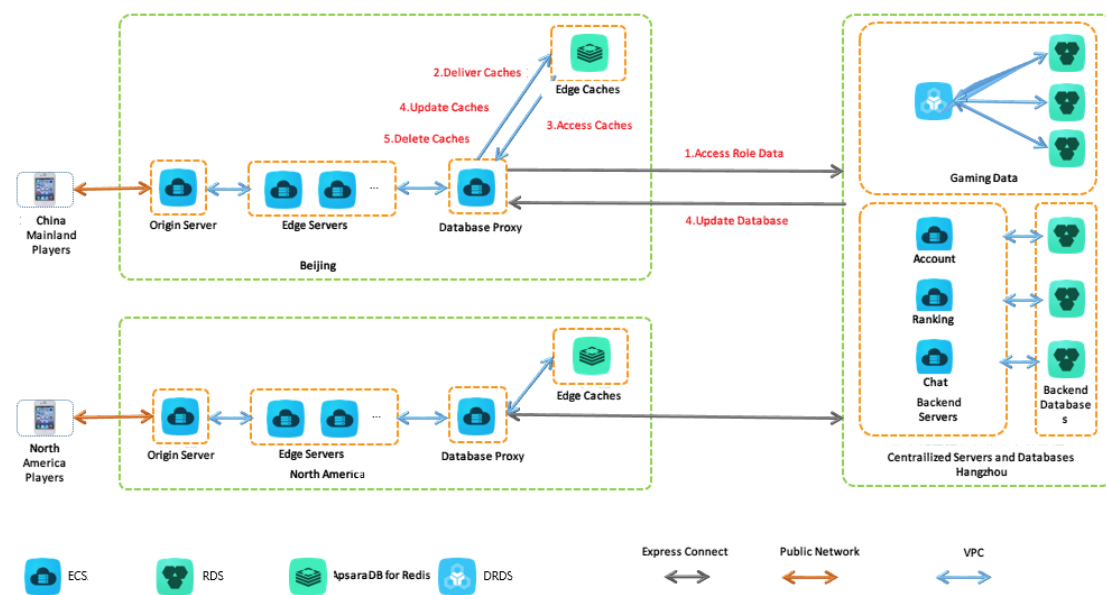 2.Deliver Caches
4.Update Caches
5.Delete Caches
Edge Caches
3.Access Caches
1.Access Role Data
4.Update Database
Gaming Data
China
Mainland
Players
Origin Server
Edge Servers
...
Database Proxy
Beijing
Account
Ranking
Chat
Backend
Servers
Backend
Database
s
Centrailized Servers and Databases
Hangzhou
Edge Caches
North
America
Players
Origin Server
Edge Servers
...
Database Proxy
North America
ECS
RDS
ApsaraDB for Redis
DRDS
Express Connect
Public Network
VPC